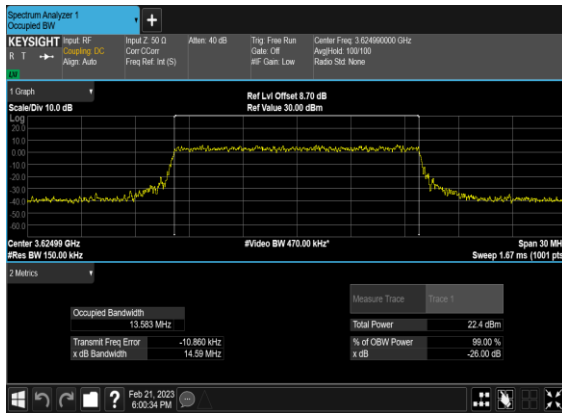 Spectrum Analyzer 1
Occupied BW
KEYSIGHT
R T
Input: RF
Coupling: DC
Align: Auto
Input Z: 50 Ω
Corr CCorr
Freq Ref: Int (S)
Atten: 40 dB
Trig: Free Run
Gate: Off
#IF Gain: Low
Center Freq: 3.624990000 GHz
Avg|Hold: 100/100
Radio Std: None
1 Graph
Scale/Div 10.0 dB
Ref Lvl Offset 8.70 dB
Ref Value 30.00 dBm
Log
20.0
10.0
0.00
-10.0
-20.0
-30.0
-40.0
-50.0
-60.0
Center 3.62499 GHz
#Res BW 150.00 kHz
#Video BW 470.00 kHz*
Span 30 MH
Sweep 1.67 ms (1001 pts
2 Metrics
Measure Trace
Trace 1
Occupied Bandwidth
13.583 MHz
Total Power
22.4 dBm
Transmit Freq Error
-10.860 kHz
% of OBW Power
99.00 %
x dB Bandwidth
14.59 MHz
x dB
-26.00 dB
Feb 21, 2023
6:00:34 PM